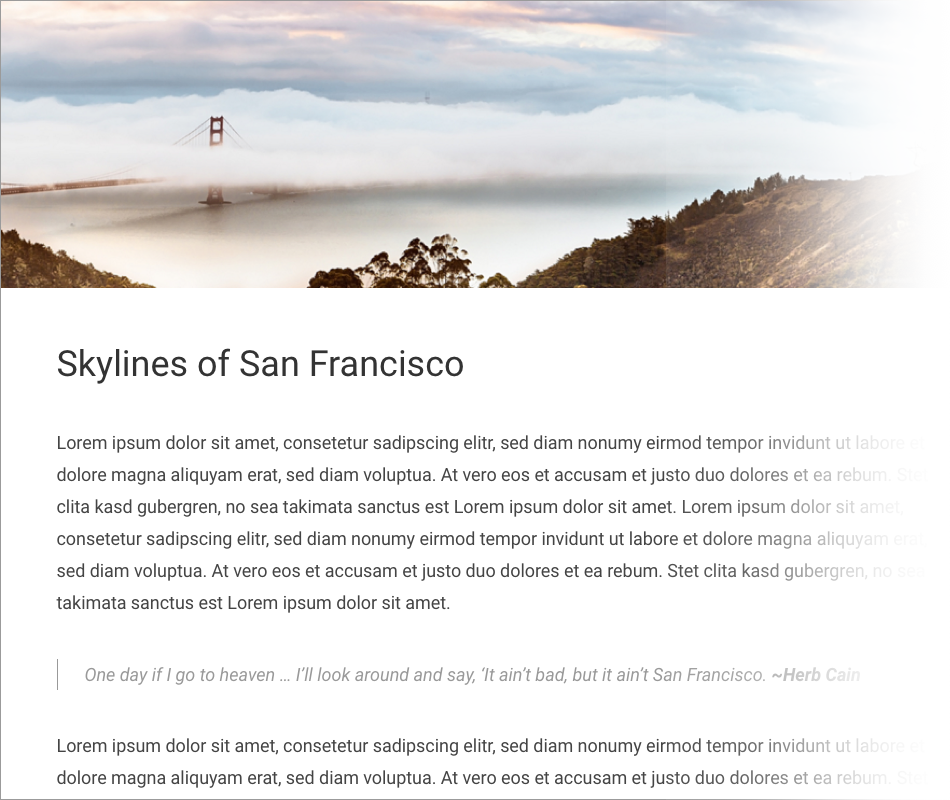 Skylines of San Francisco
Lorem ipsum dolor sit amet, consetetur sadipscing elitr, sed diam nonumy eirmod tempor invidunt ut labore et
dolore magna aliquyam erat, sed diam voluptua. At vero eos et accusam et justo duo dolores et ea rebum. Stet
clita kasd gubergren, no sea takimata sanctus est Lorem ipsum dolor sit amet. Lorem ipsum dolor sit amet,
consetetur sadipscing elitr, sed diam nonumy eirmod tempor invidunt ut labore et dolore magna aliquyam erat,
sed diam voluptua. At vero eos et accusam et justo duo dolores et ea rebum. Stet clita kasd gubergren, no sea
takimata sanctus est Lorem ipsum dolor sit amet.
One day if I go to heaven … I’ll look around and say, ‘It ain’t bad, but it ain’t San Francisco. ~Herb Cain
Lorem ipsum dolor sit amet, consetetur sadipscing elitr, sed diam nonumy eirmod tempor invidunt ut labore et
dolore magna aliquyam erat, sed diam voluptua. At vero eos et accusam et justo duo dolores et ea rebum. Stet